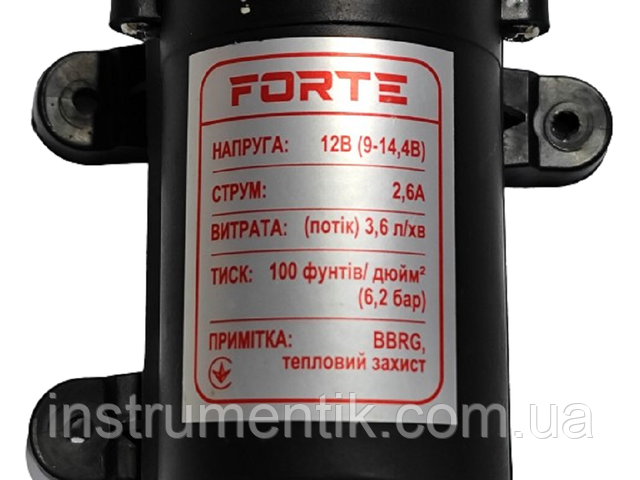 FORTE
НАПРУГА: 12В (9-14,4В)
СТРУМ: 2,6А
ВИТРАТА: (потік) 3,6 л/хв
ТИСК: 100 фунтів/ дюйм²
(6,2 бар)
ПРИМІТКА: BBRG,
тепловий захист
instrumentik.com.ua